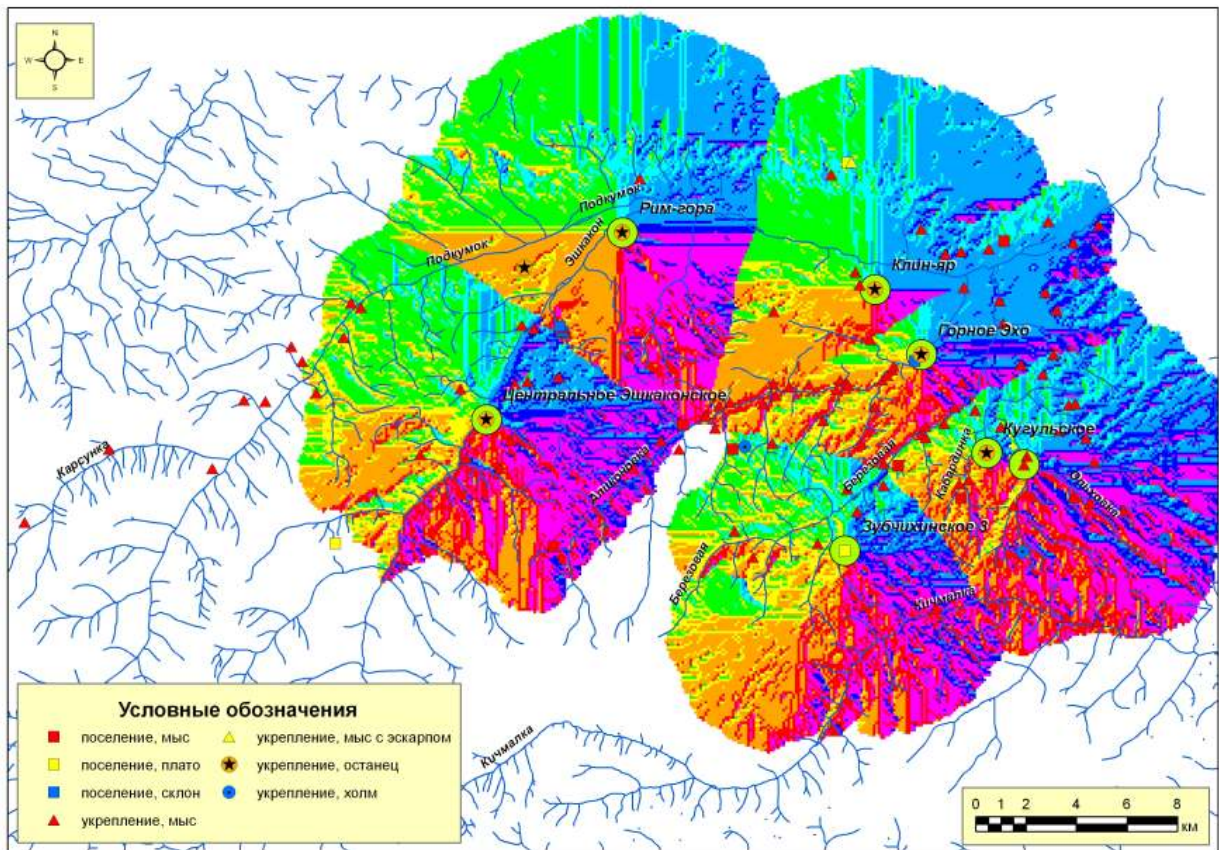 N
W E
S
Подкумок
Рим-гора
Эшкакон
Подкумок
Клин-яр
Горное Эхо
Центральное Эшкаконское
Кугульское
Карсунка
Березовая
Кабардинка
Аликоновка
Ольховка
Зубчихинское 3
Березовая
Кичмалка
Кичмалка
Условные обозначения
поселение, мыс
укрепление, мыс с эскарпом
поселение, плато
укрепление, останец
поселение, склон
укрепление, холм
укрепление, мыс
0 1 2 4 6 8
км